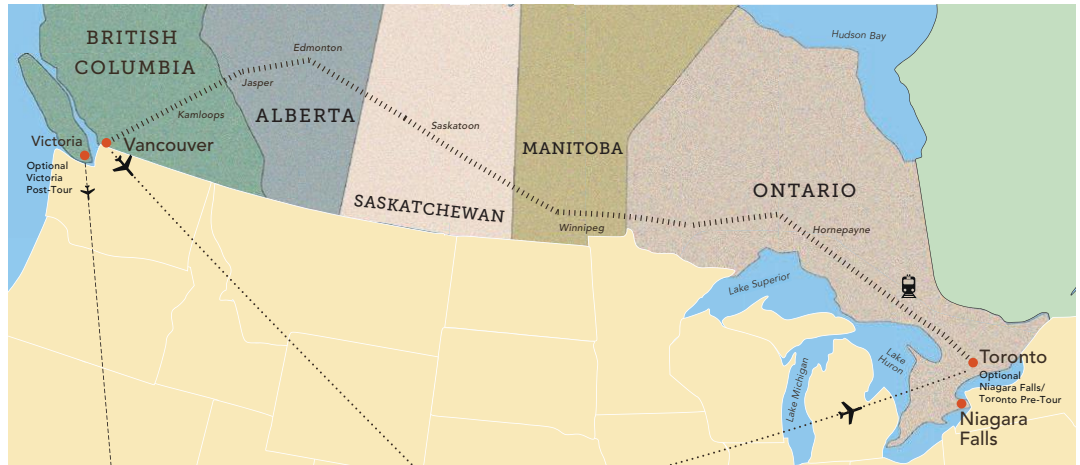 BRITISH
COLUMBIA
Hudson Bay
Edmonton
Jasper
Kamloops
ALBERTA
Saskatoon
Victoria
Vancouver
MANITOBA
Optional
Victoria
Post-Tour
ONTARIO
SASKATCHEWAN
Winnipeg
Hornepayne
Lake Superior
Lake
Huron
Lake Michigan
Toronto
Optional
Niagara Falls/
Toronto Pre-Tour
Niagara
Falls